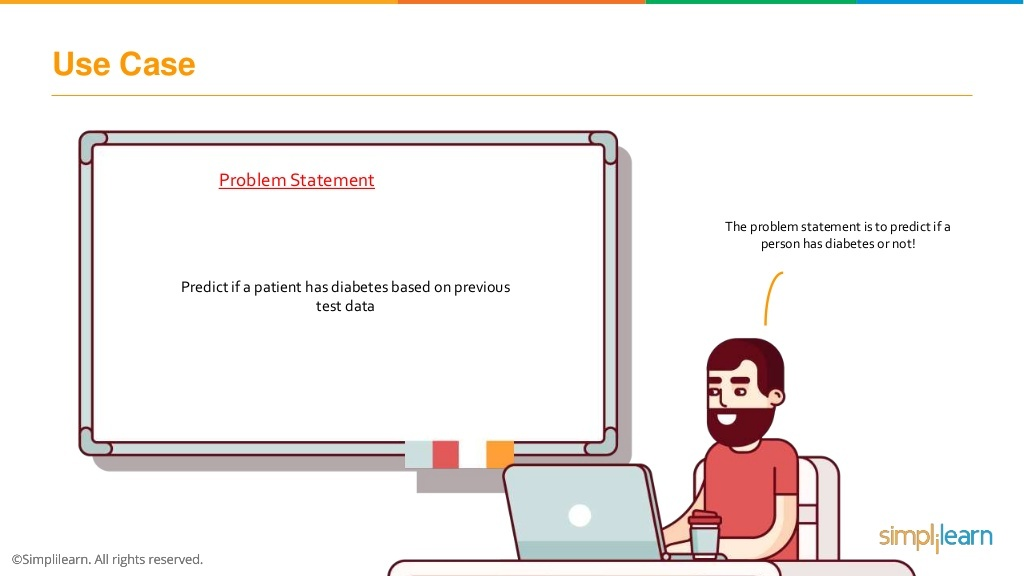 Use Case
Problem Statement
Predict if a patient has diabetes based on previous
test data
The problem statement is to predict if a
person has diabetes or not!
simplilearn
©Simplilearn. All rights reserved.